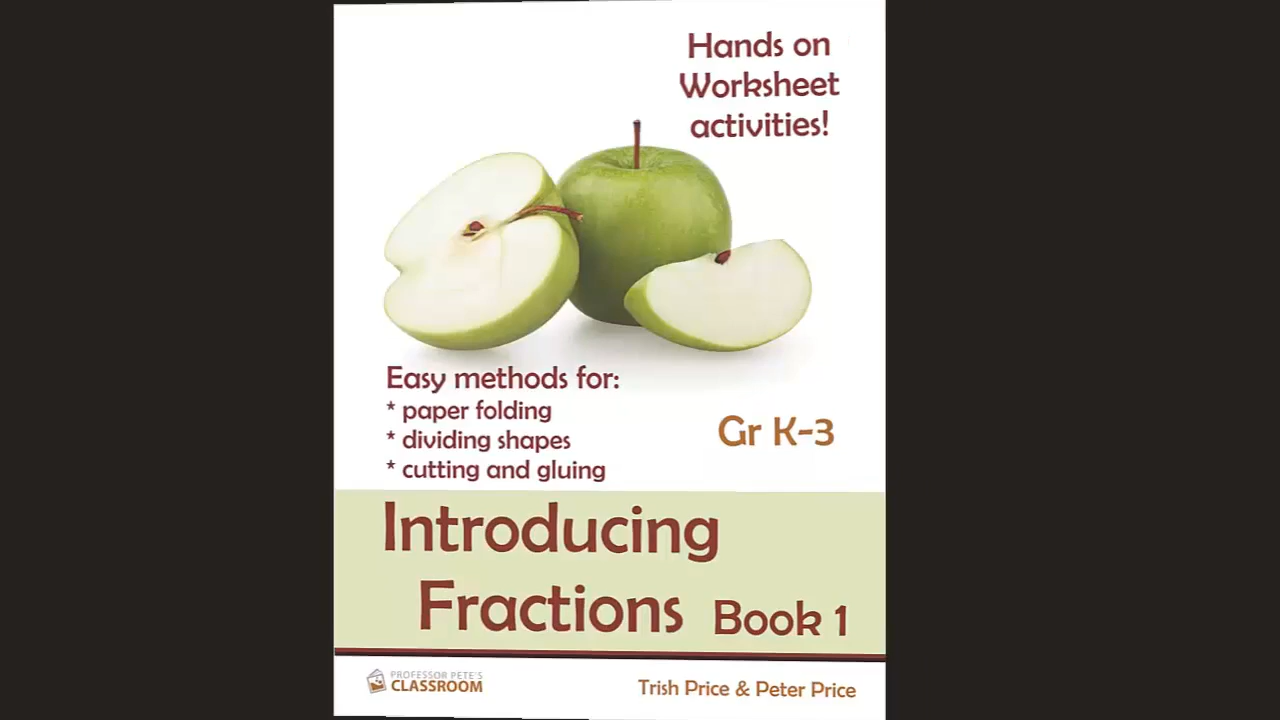 Hands on
Worksheet
activities!
Easy methods for:
* paper folding
* dividing shapes
* cutting and gluing
Gr K-3
Introducing
Fractions Book 1
PROFESSOR PETE'S
CLASSROOM
Trish Price & Peter Price